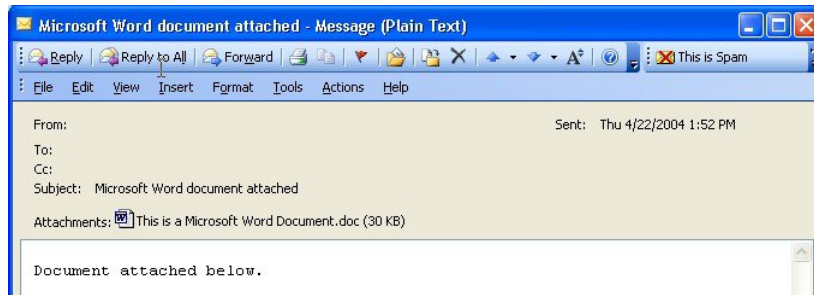 Microsoft Word document attached - Message (Plain Text)
Reply Reply to All Forward This is Spam
File Edit View Insert Format Tools Actions Help
From: Sent: Thu 4/22/2004 1:52 PM
To:
Cc:
Subject: Microsoft Word document attached
Attachments: This is a Microsoft Word Document.doc (30 KB)
Document attached below.